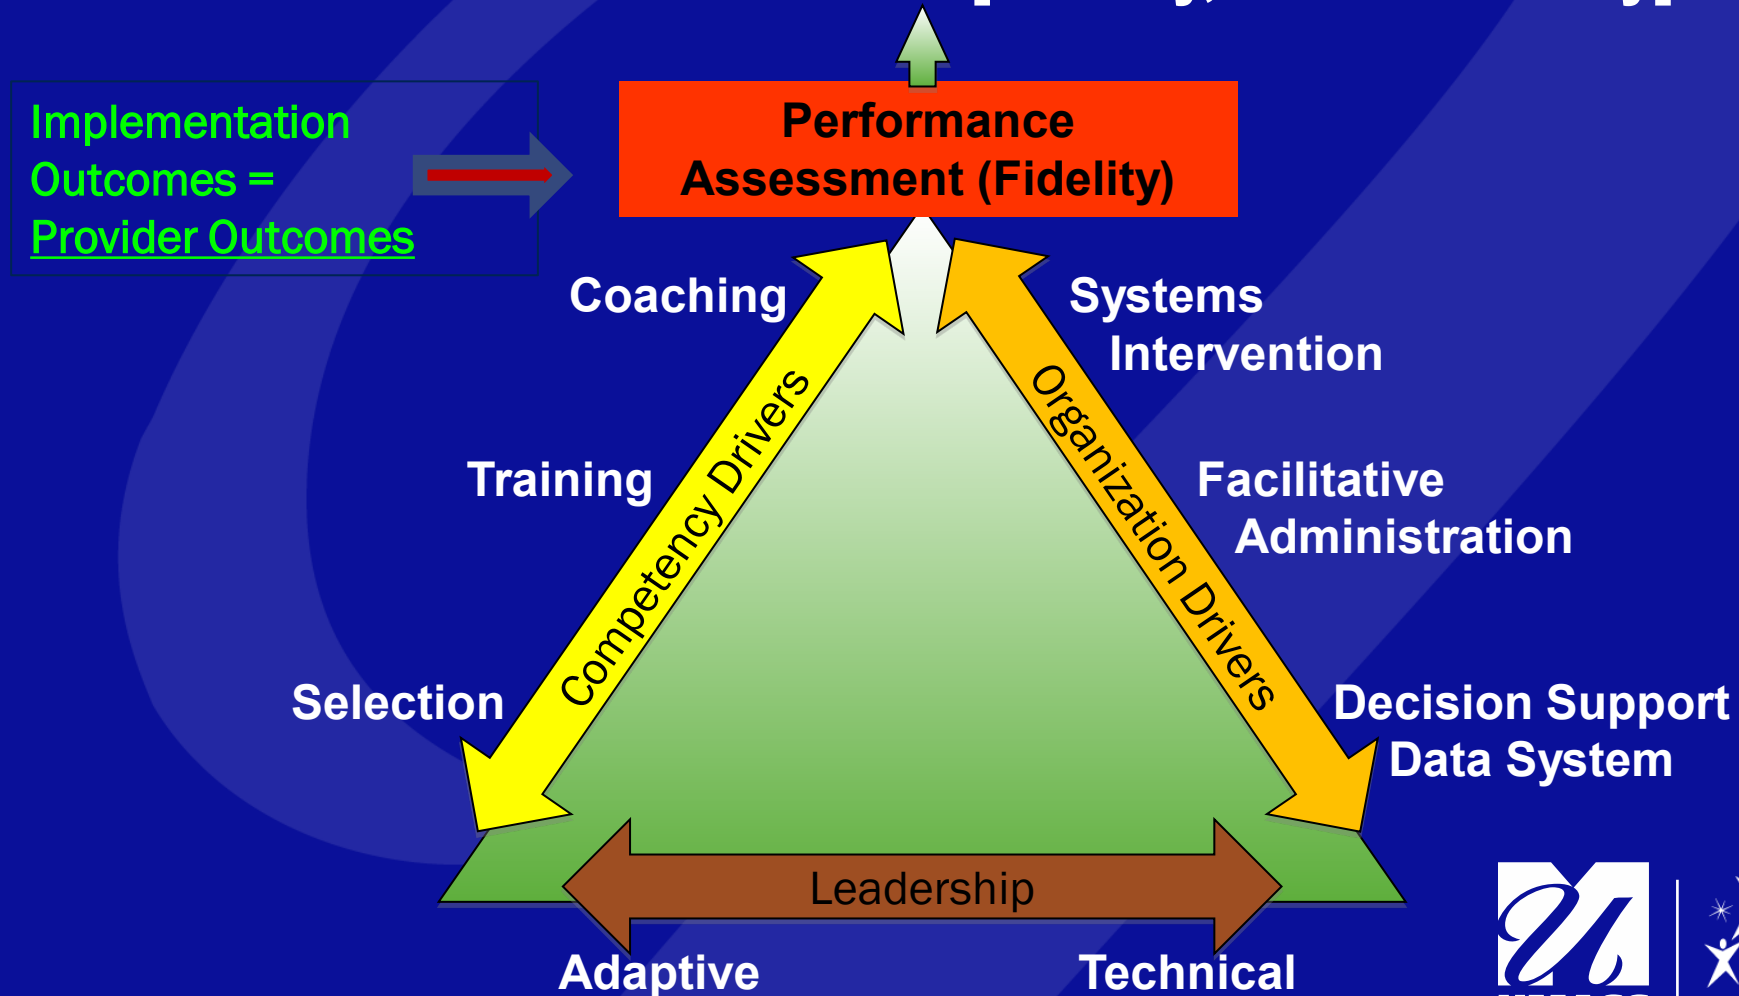 Implementation
Outcomes =
Provider Outcomes
Performance
Assessment (Fidelity)
Coaching
Systems
Intervention
Training
Competency Drivers
Organization Drivers
Facilitative
Administration
Selection
Decision Support
Data System
Leadership
Adaptive
Technical